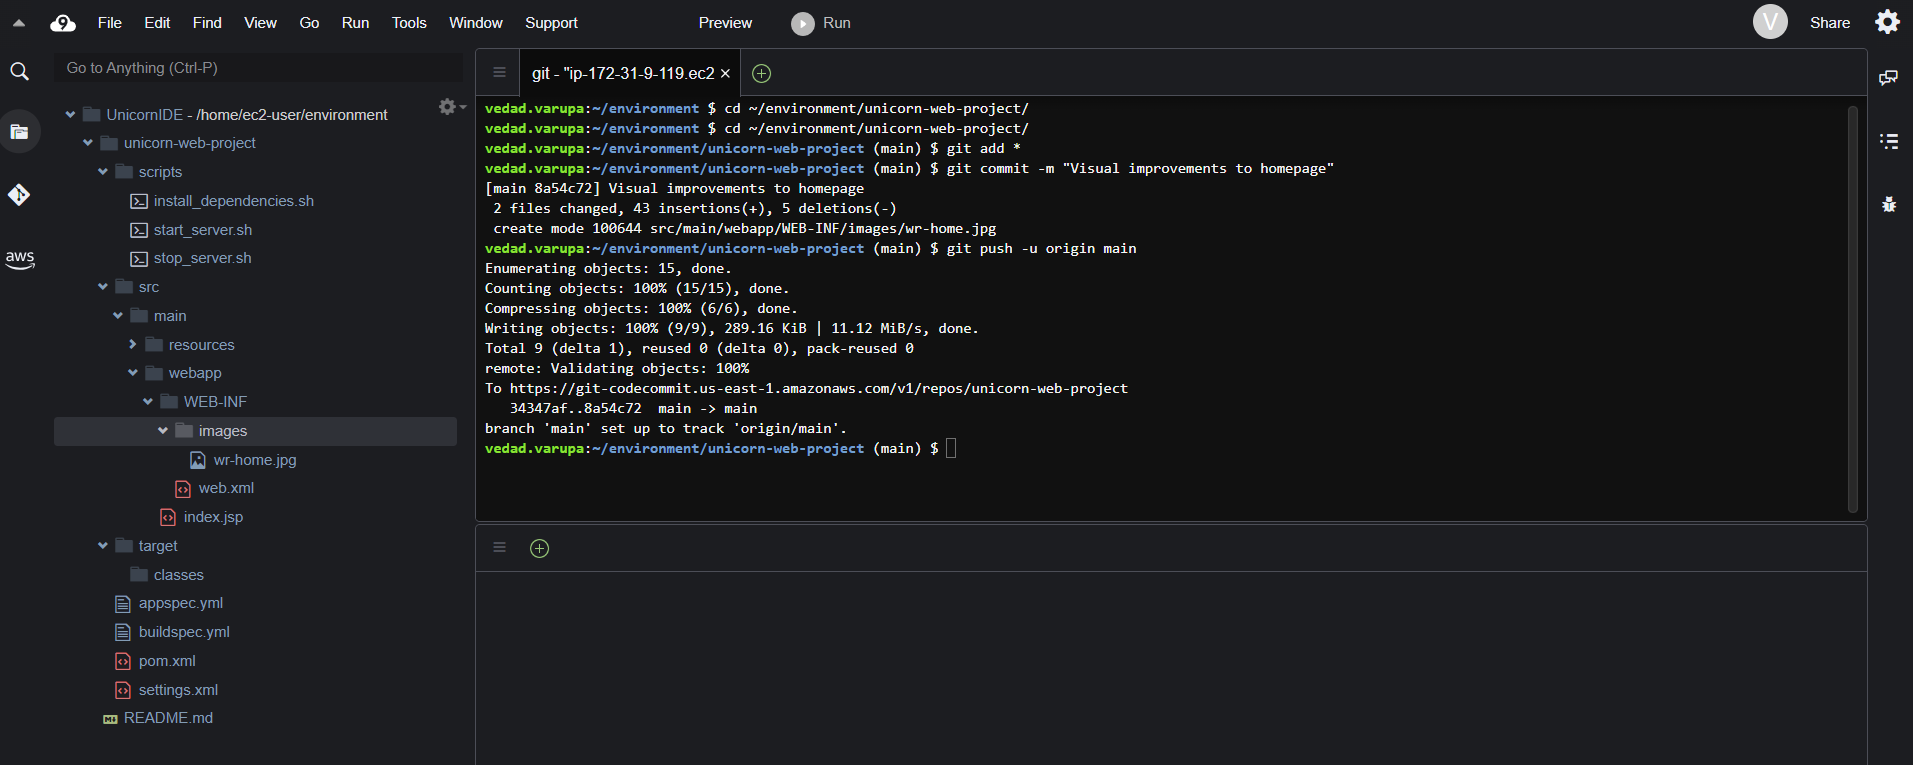 9 File Edit Find View Go Run Tools Window Support Preview Run V Share
Go to Anything (Ctrl-P)
UnicornIDE - /home/ec2-user/environment
unicorn-web-project
scripts
install_dependencies.sh
start_server.sh
stop_server.sh
src
main
resources
webapp
WEB-INF
images
wr-home.jpg
web.xml
index.jsp
target
classes
appspec.yml
buildspec.yml
pom.xml
settings.xml
M README.md
aws
git - "ip-172-31-9-119.ec2
vedad.varupa:~/environment $ cd ~/environment/unicorn-web-project/
vedad.varupa:~/environment $ cd ~/environment/unicorn-web-project/
vedad.varupa:~/environment/unicorn-web-project (main) $ git add *
vedad.varupa:~/environment/unicorn-web-project (main) $ git commit -m "Visual improvements to homepage"
[main 8a54c72] Visual improvements to homepage
2 files changed, 43 insertions(+), 5 deletions(-)
create mode 100644 src/main/webapp/WEB-INF/images/wr-home.jpg
vedad.varupa:~/environment/unicorn-web-project (main) $ git push -u origin main
Enumerating objects: 15, done.
Counting objects: 100% (15/15), done.
Compressing objects: 100% (6/6), done.
Writing objects: 100% (9/9), 289.16 KiB | 11.12 MiB/s, done.
Total 9 (delta 1), reused 0 (delta 0), pack-reused 0
remote: Validating objects: 100%
To https://git-codecommit.us-east-1.amazonaws.com/v1/repos/unicorn-web-project
34347af..8a54c72 main -> main
branch 'main' set up to track 'origin/main'.
vedad.varupa:~/environment/unicorn-web-project (main) $